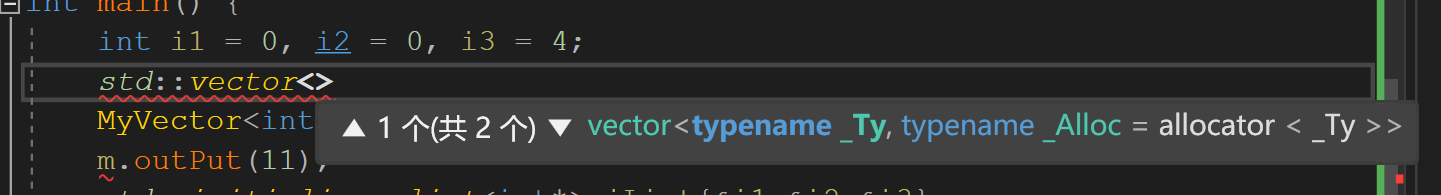 int main() {
int i1 = 0, i2 = 0, i3 = 4;
std::vector<>
▲ 1 个(共 2 个) ▼ vector<typename _Ty, typename _Alloc = allocator < _Ty >>
MyVector<int
m.outPut(11);